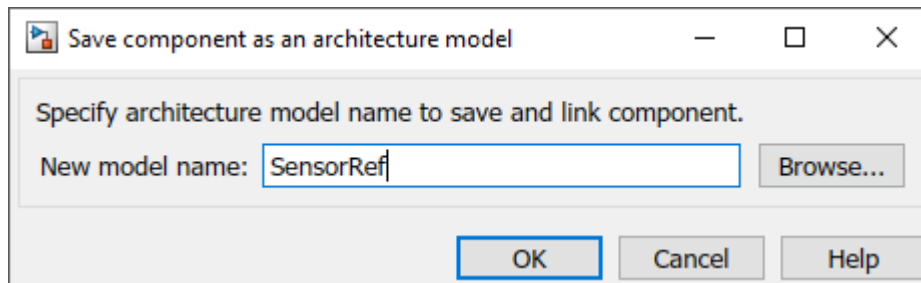 Save component as an architecture model
Specify architecture model name to save and link component.
New model name: SensorRef Browse...
OK Cancel Help